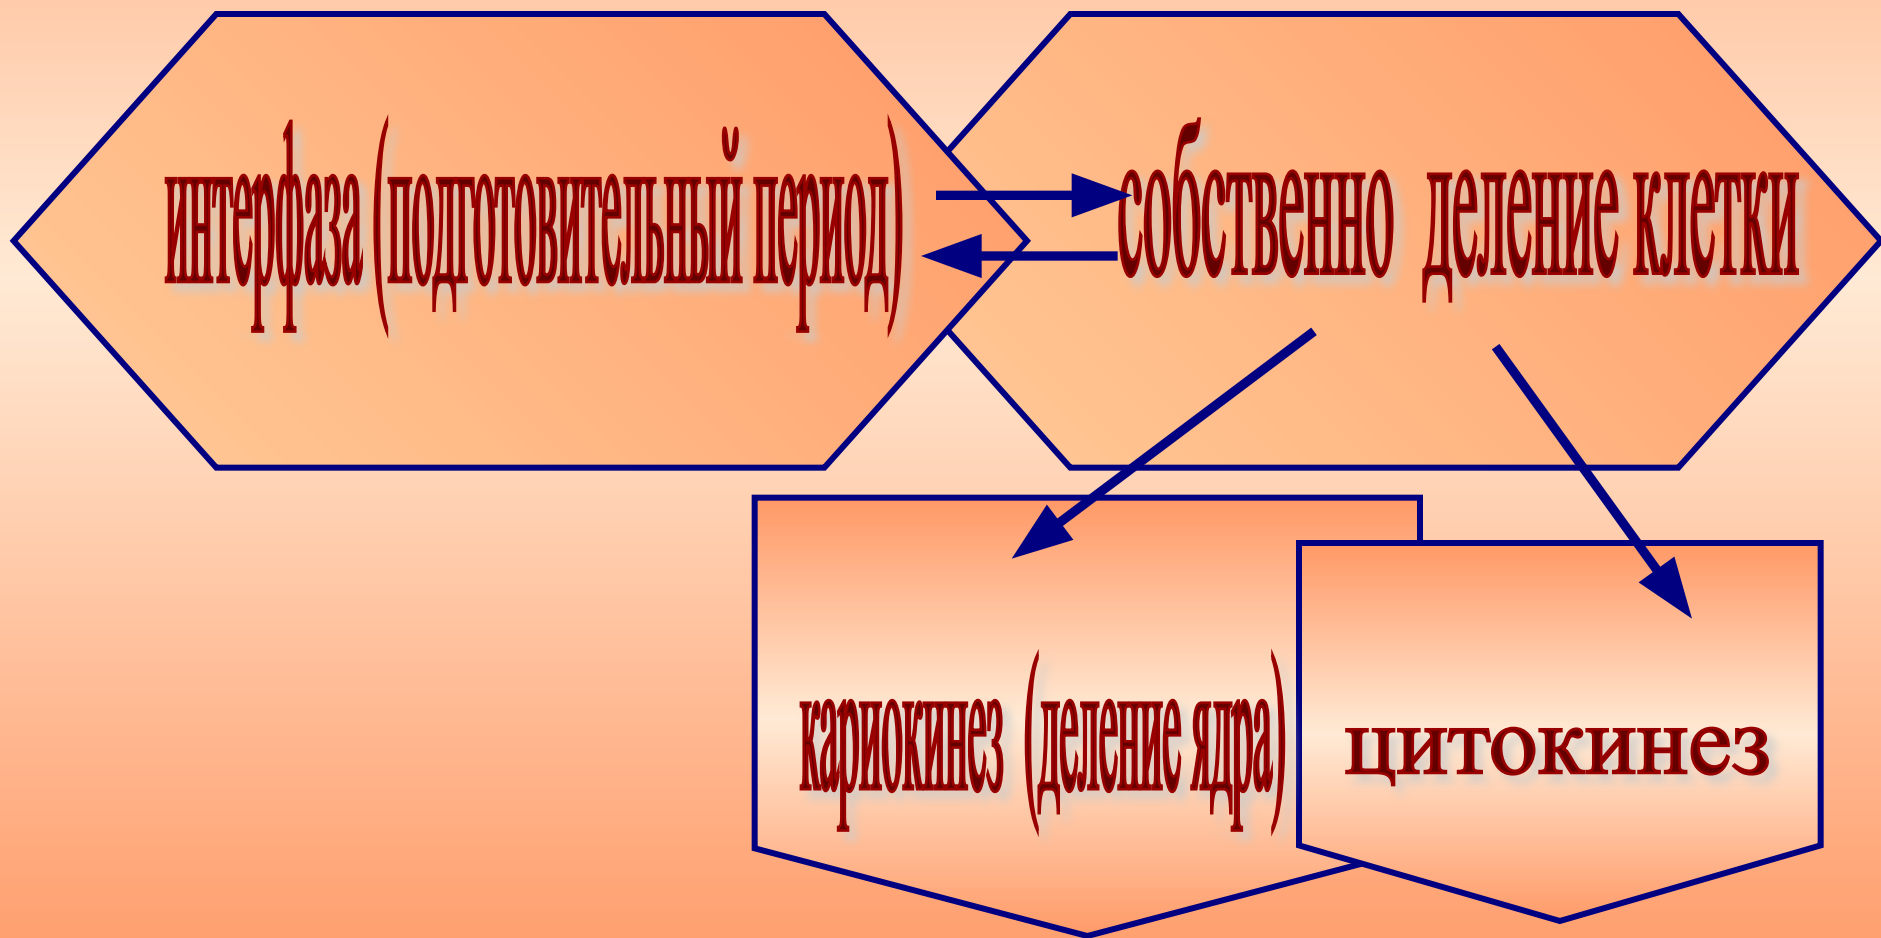 интерфаза (подготовительный период)
собственно деление клетки
кариокинез (деление ядра)
цитокинез